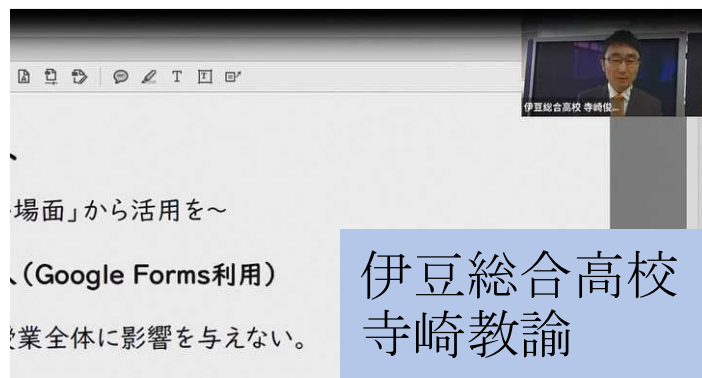 伊豆総合高校 寺崎俊...
場面」から活用を～
（Google Forms利用）
業全体に影響を与えない。
伊豆総合高校
寺崎教諭